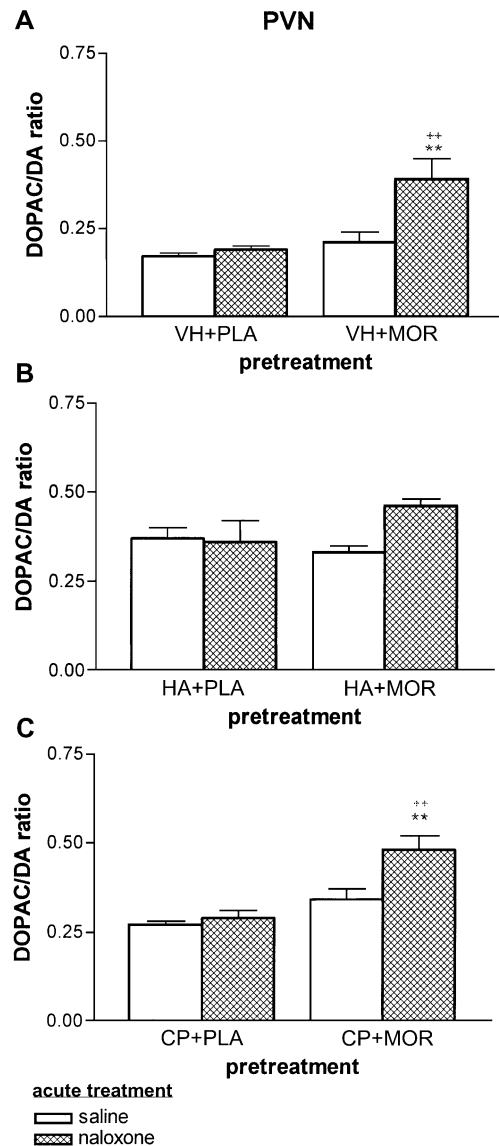 A
PVN
DOPAC/DA ratio
0.75
0.50
0.25
0.00
++
**
VH+PLA
VH+MOR
pretreatment
B
DOPAC/DA ratio
0.75
0.50
0.25
0.00
HA+PLA
HA+MOR
pretreatment
C
DOPAC/DA ratio
0.75
0.50
0.25
0.00
++
**
CP+PLA
CP+MOR
pretreatment
acute treatment
saline
naloxone